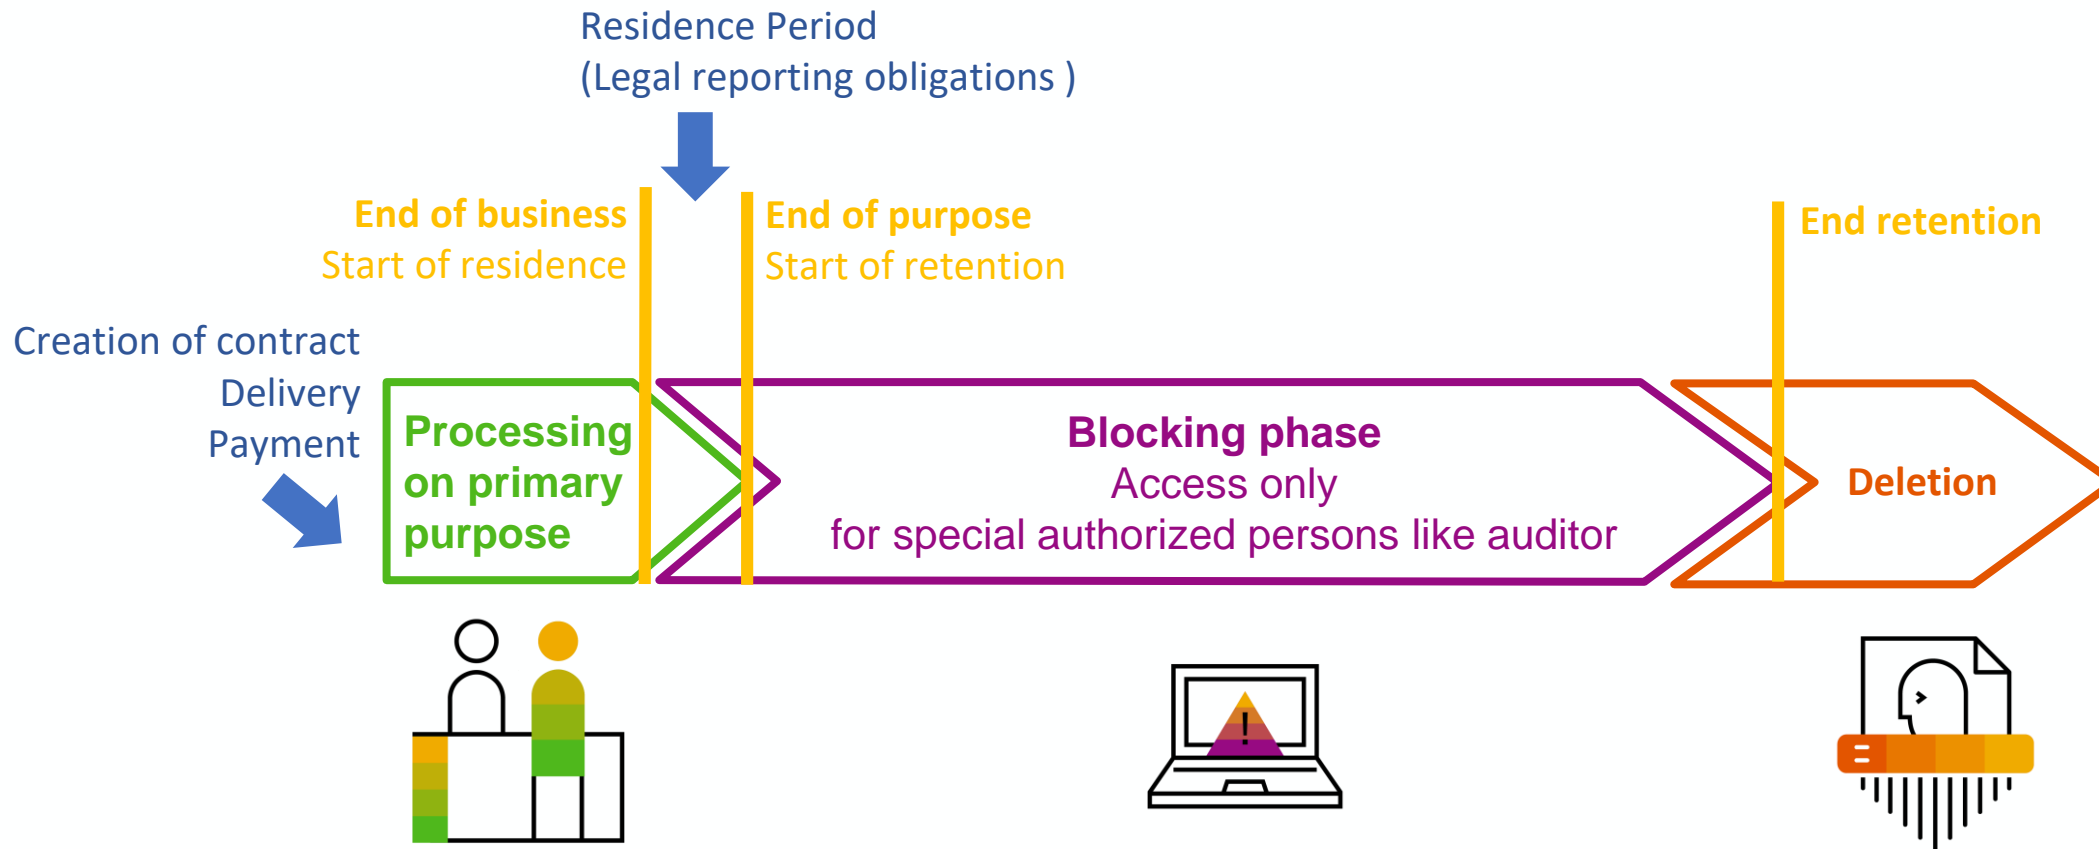 Residence Period
(Legal reporting obligations )
End of business
Start of residence
End of purpose
Start of retention
End retention
Creation of contract
Delivery
Payment
Processing
on primary
purpose
Blocking phase
Access only
for special authorized persons like auditor
Deletion
!